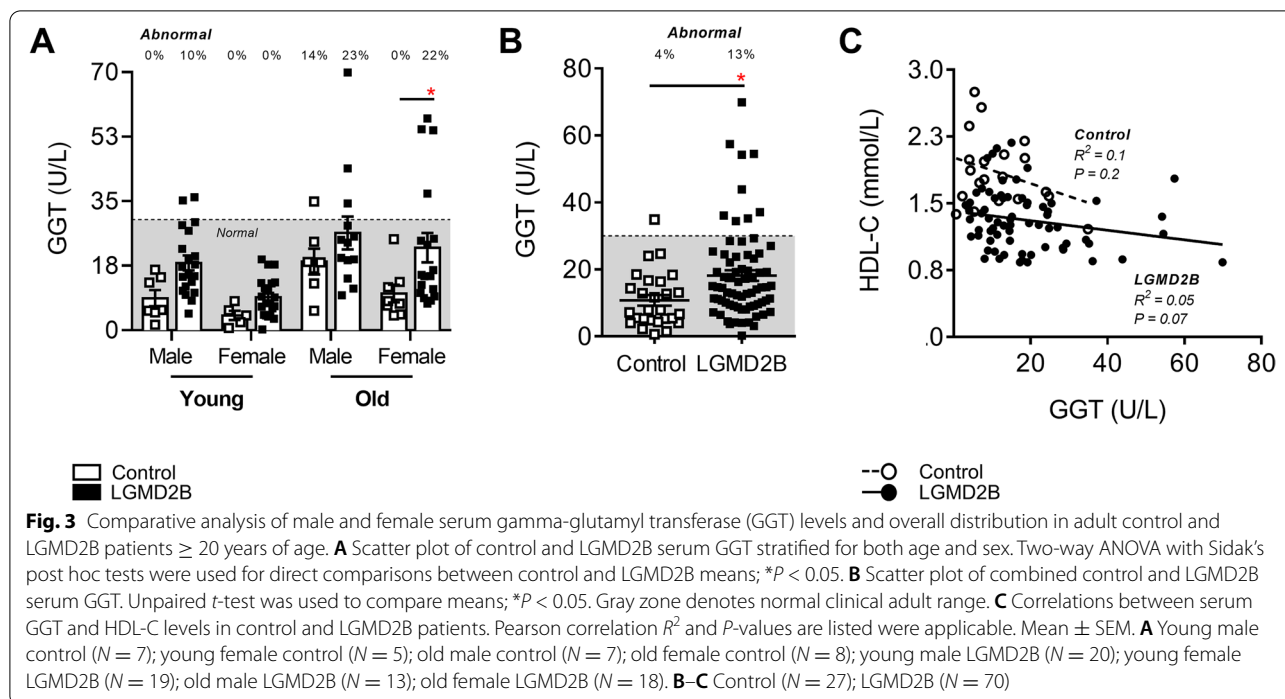 A
Abnormal
0% 10% 0% 0% 14% 23% 0% 22%
*
GGT (U/L)
70
53
35
18
0
Normal
Male Female Male Female
Young Old
B
Abnormal
4% 13%
*
GGT (U/L)
80
60
40
20
0
Control LGMD2B
C
HDL-C (mmol/L)
3.0
2.3
1.5
0.8
.0
Control
R² = 0.1
P = 0.2
LGMD2B
R² = 0.05
P = 0.07
20 40 60 80
GGT (U/L)
Control
LGMD2B
Control
LGMD2B
Fig. 3 Comparative analysis of male and female serum gamma-glutamyl transferase (GGT) levels and overall distribution in adult control and
LGMD2B patients ≥ 20 years of age. A Scatter plot of control and LGMD2B serum GGT stratified for both age and sex. Two-way ANOVA with Sidak's
post hoc tests were used for direct comparisons between control and LGMD2B means; *P < 0.05. B Scatter plot of combined control and LGMD2B
serum GGT. Unpaired t-test was used to compare means; *P < 0.05. Gray zone denotes normal clinical adult range. C Correlations between serum
GGT and HDL-C levels in control and LGMD2B patients. Pearson correlation R² and P-values are listed were applicable. Mean ± SEM. A Young male
control (N = 7); young female control (N = 5); old male control (N = 7); old female control (N = 8); young male LGMD2B (N = 20); young female
LGMD2B (N = 19); old male LGMD2B (N = 13); old female LGMD2B (N = 18). B–C Control (N = 27); LGMD2B (N = 70)